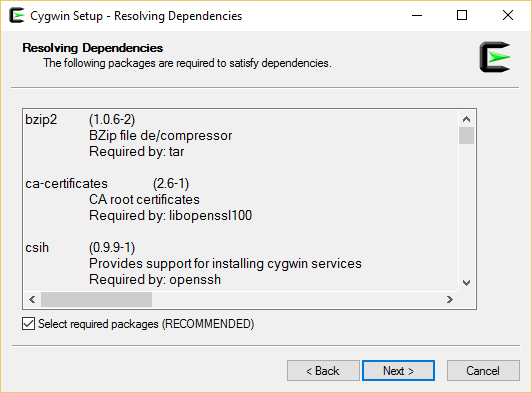 Cygwin Setup - Resolving Dependencies
Resolving Dependencies
The following packages are required to satisfy dependencies.
bzip2 (1.0.6-2)
BZip file de/compressor
Required by: tar
ca-certificates (2.6-1)
CA root certificates
Required by: libopenssl100
csih (0.9.9-1)
Provides support for installing cygwin services
Required by: openssh
Select required packages (RECOMMENDED)
< Back Next > Cancel